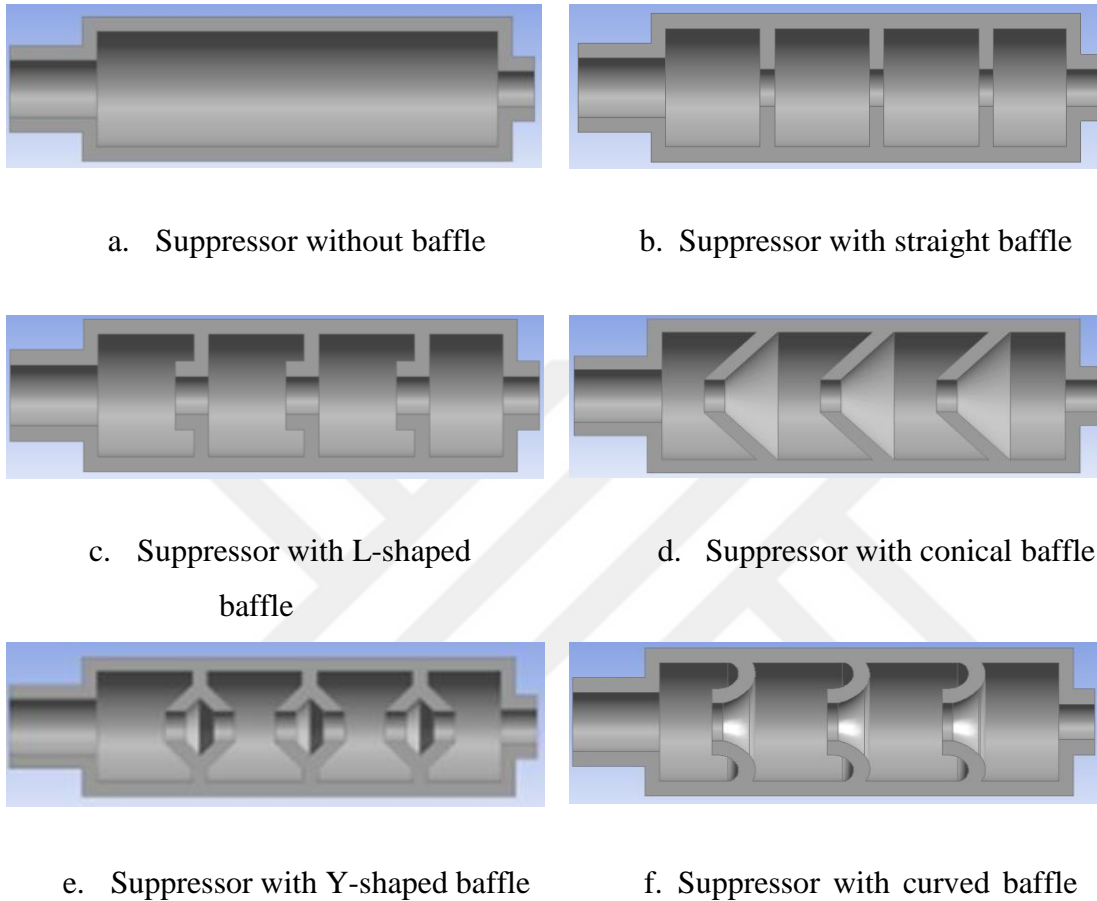 a. Suppressor without baffle
b. Suppressor with straight baffle
c. Suppressor with L-shaped
baffle
d. Suppressor with conical baffle
e. Suppressor with Y-shaped baffle
f. Suppressor with curved baffle